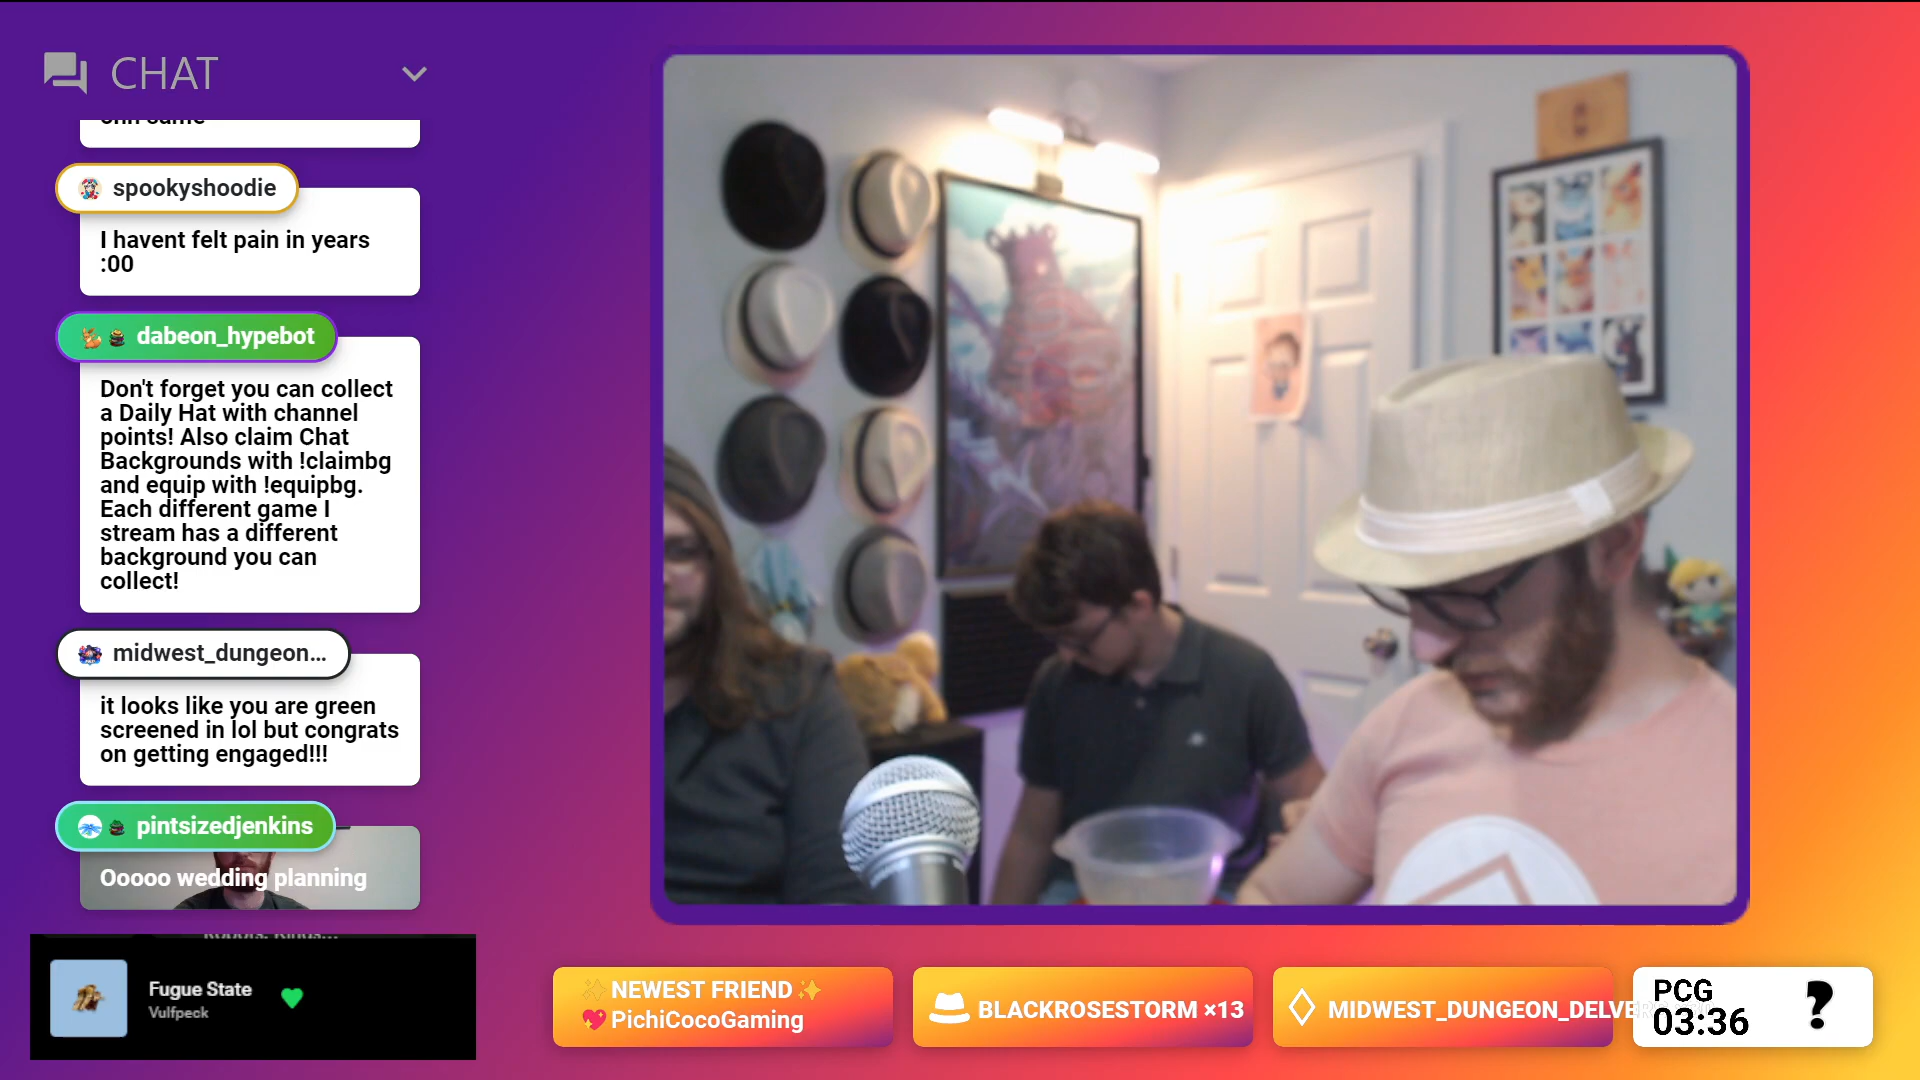 CHAT
spookyshoodie
I havent felt pain in years
:00
dabeon_hypebot
Don't forget you can collect
a Daily Hat with channel
points! Also claim Chat
Backgrounds with !claimbg
and equip with !equipbg.
Each different game I
stream has a different
background you can
collect!
midwest_dungeon...
it looks like you are green
screened in lol but congrats
on getting engaged!!!
pintsizedjenkins
Ooooo wedding planning
Fugue State
Vulfpeck
✨NEWEST FRIEND✨
💖PichiCocoGaming
BLACKROSESTORM ×13
MIDWEST_DUNGEON_DELVER
PCG
03:36
?